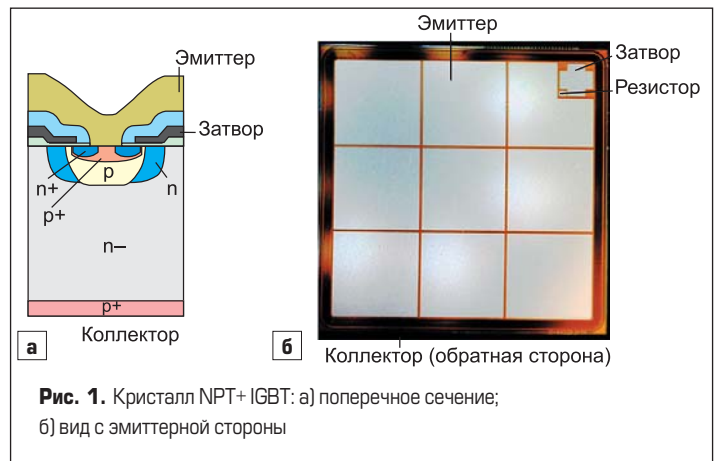 Эмиттер
Затвор
n+
p+
p
n
n–
p+
Коллектор
а
Эмиттер
Затвор
Резистор
б
Коллектор (обратная сторона)
Рис. 1. Кристалл NPT+ IGBT: а) поперечное сечение;
б) вид с эмиттерной стороны